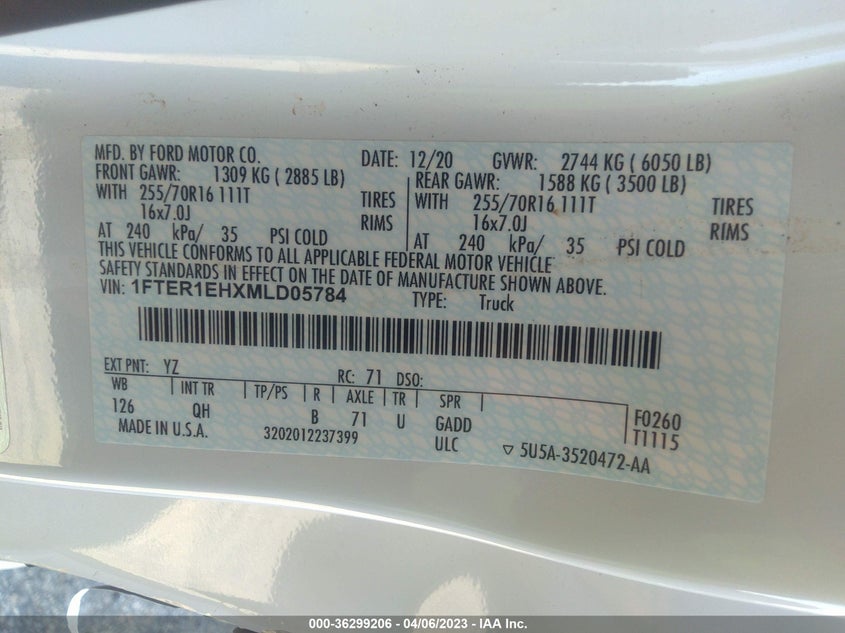 MFD. BY FORD MOTOR CO. DATE: 12/20 GVWR: 2744 KG ( 6050 LB)
FRONT GAWR: 1309 KG ( 2885 LB) REAR GAWR: 1588 KG ( 3500 LB)
WITH 255/70R16 111T TIRES WITH 255/70R16 111T TIRES
16x7.0J RIMS 16x7.0J RIMS
AT 240 kPa/ 35 PSI COLD AT 240 kPa/ 35 PSI COLD
THIS VEHICLE CONFORMS TO ALL APPLICABLE FEDERAL MOTOR VEHICLE
SAFETY STANDARDS IN EFFECT ON THE DATE OF MANUFACTURE SHOWN ABOVE.
VIN: 1FTER1EHXMLD05784 TYPE: Truck
EXT PNT: YZ RC: 71 DSO:
WB INT TR TP/PS R AXLE TR SPR
126 QH B 71 U GADD F0260
MADE IN U.S.A. 3202012237399 ULC T1115
▽ 5U5A-3520472-AA
000-36299206 - 04/06/2023 - IAA Inc.